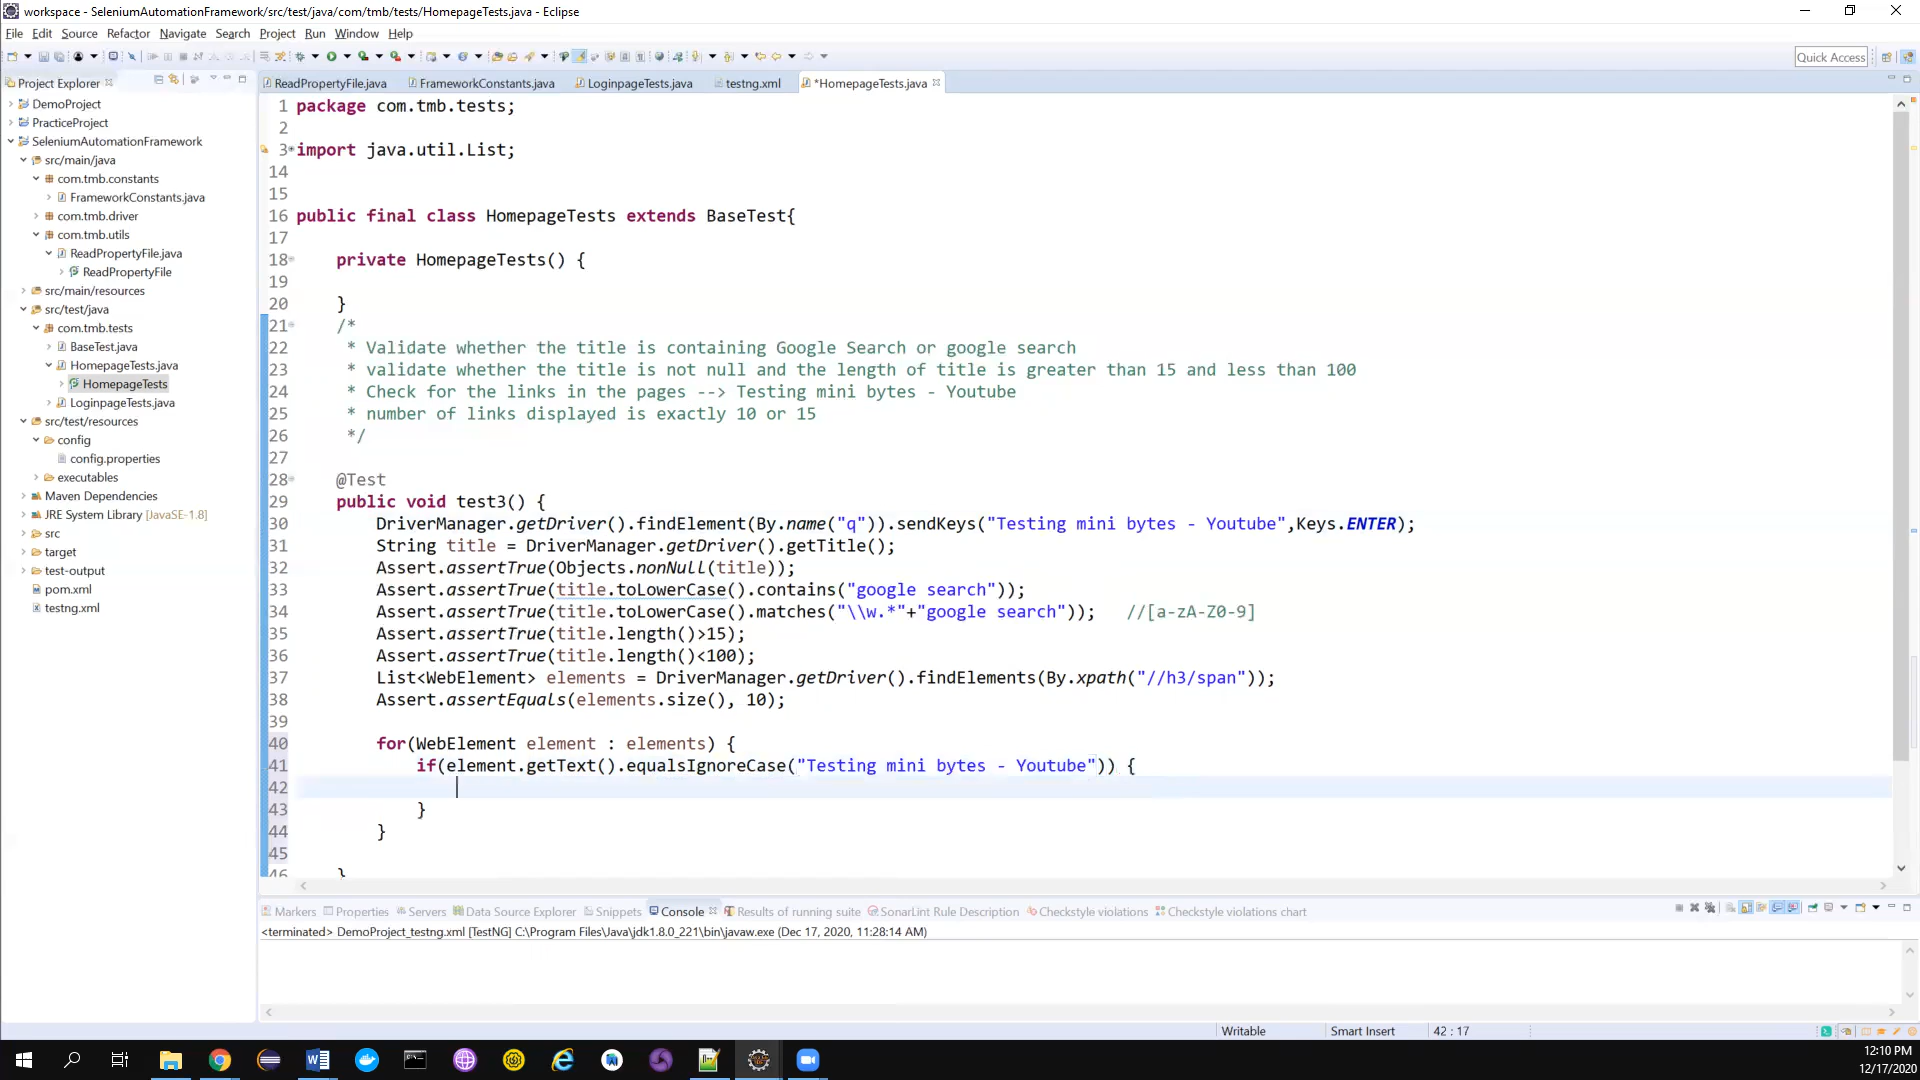 workspace - SeleniumAutomationFramework/src/test/java/com/tmb/tests/HomepageTests.java - Eclipse
File Edit Source Refactor Navigate Search Project Run Window Help
Quick Access
Project Explorer
ReadPropertyFile.java FrameworkConstants.java LoginpageTests.java testng.xml *HomepageTests.java
DemoProject
PracticeProject
SeleniumAutomationFramework
src/main/java
com.tmb.constants
FrameworkConstants.java
com.tmb.driver
com.tmb.utils
ReadPropertyFile.java
ReadPropertyFile
src/main/resources
src/test/java
com.tmb.tests
BaseTest.java
HomepageTests.java
HomepageTests
LoginpageTests.java
src/test/resources
config
config.properties
executables
Maven Dependencies
JRE System Library [JavaSE-1.8]
src
target
test-output
pom.xml
testng.xml
1 package com.tmb.tests;
2
3 import java.util.List;
14
15
16 public final class HomepageTests extends BaseTest{
17
18 private HomepageTests() {
19
20 }
21 /*
22 * Validate whether the title is containing Google Search or google search
23 * validate whether the title is not null and the length of title is greater than 15 and less than 100
24 * Check for the links in the pages --> Testing mini bytes - Youtube
25 * number of links displayed is exactly 10 or 15
26 */
27
28 @Test
29 public void test3() {
30 DriverManager.getDriver().findElement(By.name("q")).sendKeys("Testing mini bytes - Youtube",Keys.ENTER);
31 String title = DriverManager.getDriver().getTitle();
32 Assert.assertTrue(Objects.nonNull(title));
33 Assert.assertTrue(title.toLowerCase().contains("google search"));
34 Assert.assertTrue(title.toLowerCase().matches("\\w.*"+"google search")); //[a-zA-Z0-9]
35 Assert.assertTrue(title.length()>15);
36 Assert.assertTrue(title.length()<100);
37 List<WebElement> elements = DriverManager.getDriver().findElements(By.xpath("//h3/span"));
38 Assert.assertEquals(elements.size(), 10);
39
40 for(WebElement element : elements) {
41 if(element.getText().equalsIgnoreCase("Testing mini bytes - Youtube")) {
42
43 }
44 }
45
46 }
Markers Properties Servers Data Source Explorer Snippets Console Results of running suite SonarLint Rule Description Checkstyle violations Checkstyle violations chart
<terminated> DemoProject_testng.xml [TestNG] C:\Program Files\Java\jdk1.8.0_221\bin\javaw.exe (Dec 17, 2020, 11:28:14 AM)
Writable Smart Insert 42 : 17
12:10 PM
12/17/2020